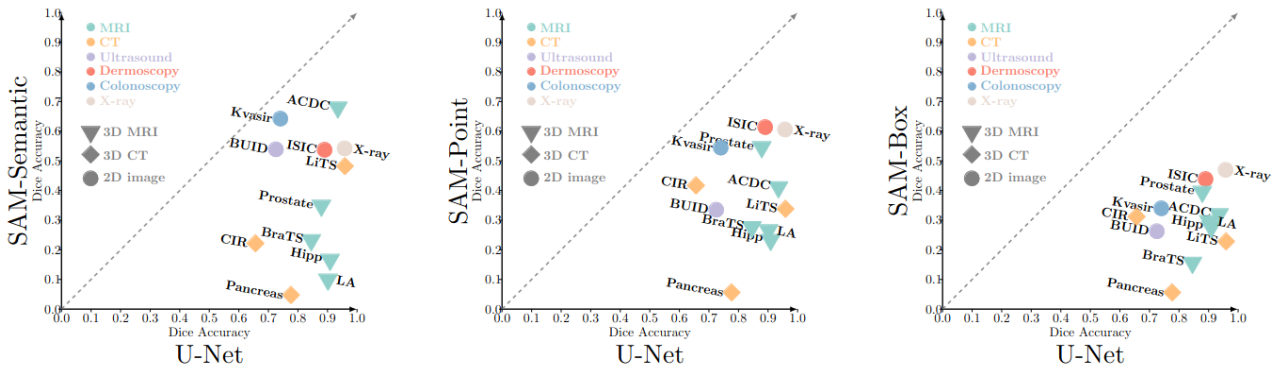 SAM-Semantic
Dice Accuracy
1.0
0.9
0.8
0.7
0.6
0.5
0.4
0.3
0.2
0.1
0.0
MRI
CT
Ultrasound
Dermoscopy
Colonoscopy
X-ray
3D MRI
3D CT
2D image
ACDC
Kvasir
BUID
ISIC
X-ray
LiTS
Prostate
CIR
BraTS
Hipp
LA
Pancreas
0.0 0.1 0.2 0.3 0.4 0.5 0.6 0.7 0.8 0.9 1.0
Dice Accuracy
U-Net
SAM-Point
Dice Accuracy
1.0
0.9
0.8
0.7
0.6
0.5
0.4
0.3
0.2
0.1
0.0
MRI
CT
Ultrasound
Dermoscopy
Colonoscopy
X-ray
3D MRI
3D CT
2D image
ISIC
X-ray
Prostate
Kvasir
CIR
ACDC
BUID
LiTS
BraTS
Hipp
LA
Pancreas
0.0 0.1 0.2 0.3 0.4 0.5 0.6 0.7 0.8 0.9 1.0
Dice Accuracy
U-Net
SAM-Box
Dice Accuracy
1.0
0.9
0.8
0.7
0.6
0.5
0.4
0.3
0.2
0.1
0.0
MRI
CT
Ultrasound
Dermoscopy
Colonoscopy
X-ray
3D MRI
3D CT
2D image
ISIC
X-ray
Prostate
Kvasir
ACDC
CIR
Hipp
LA
BUID
LiTS
BraTS
Pancreas
0.0 0.1 0.2 0.3 0.4 0.5 0.6 0.7 0.8 0.9 1.0
Dice Accuracy
U-Net